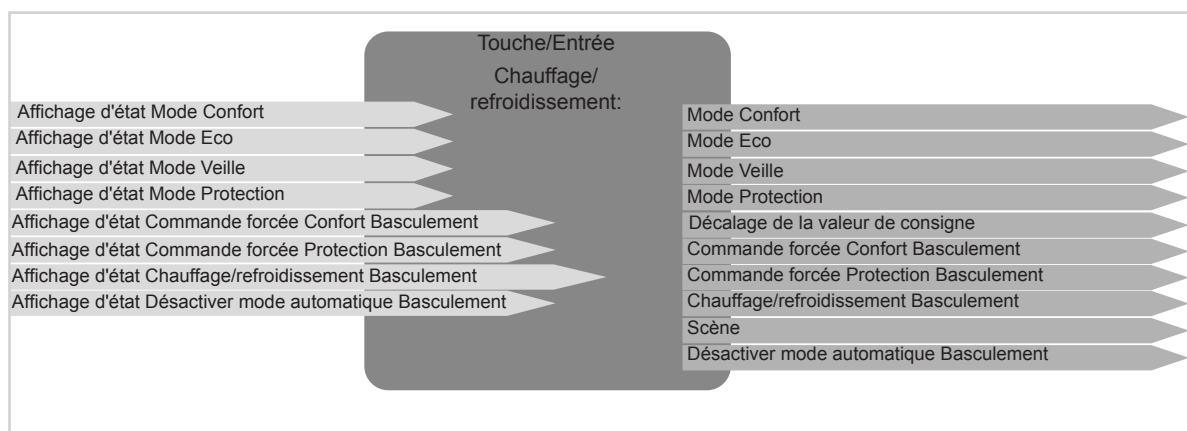 Touche/Entrée
Chauffage/
refroidissement:
Affichage d'état Mode Confort
Affichage d'état Mode Eco
Affichage d'état Mode Veille
Affichage d'état Mode Protection
Affichage d'état Commande forcée Confort Basculement
Affichage d'état Commande forcée Protection Basculement
Affichage d'état Chauffage/refroidissement Basculement
Affichage d'état Désactiver mode automatique Basculement
Mode Confort
Mode Eco
Mode Veille
Mode Protection
Décalage de la valeur de consigne
Commande forcée Confort Basculement
Commande forcée Protection Basculement
Chauffage/refroidissement Basculement
Scène
Désactiver mode automatique Basculement